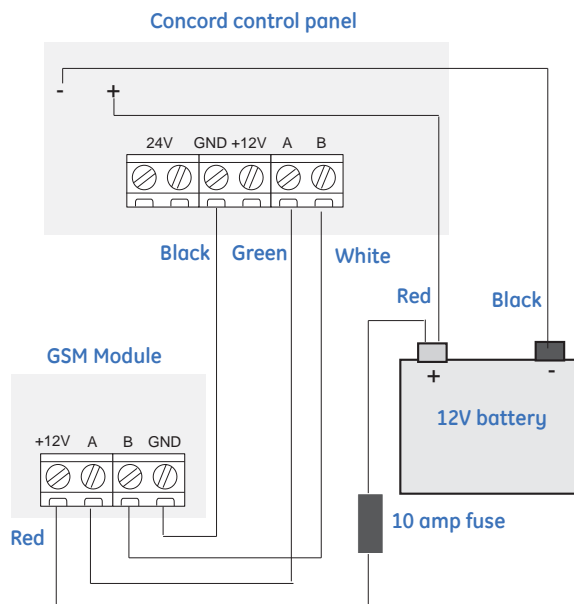 Concord control panel
- +
24V GND +12V A B
Black Green White
Red Black
GSM Module
+ -
12V battery
+12V A B GND
10 amp fuse
Red